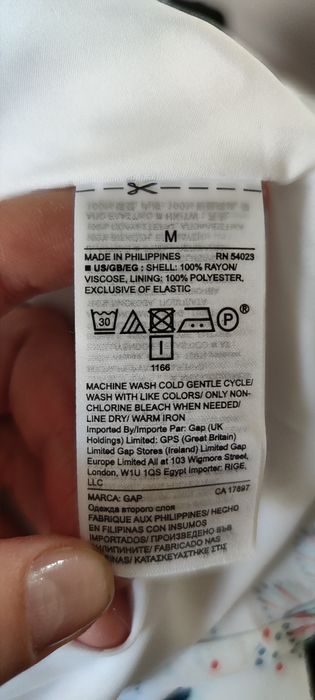 M
MADE IN PHILIPPINES RN 54023
■ US/GB/EG : SHELL: 100% RAYON/
VISCOSE, LINING: 100% POLYESTER,
EXCLUSIVE OF ELASTIC
30 P ®
1166
MACHINE WASH COLD GENTLE CYCLE/
WASH WITH LIKE COLORS/ ONLY NON-
CHLORINE BLEACH WHEN NEEDED/
LINE DRY/ WARM IRON
Imported By/Importe Par: Gap (UK
Holdings) Limited: GPS (Great Britain)
Limited Gap Stores (Ireland) Limited Gap
Europe Limited All at 103 Wigmore Street,
London, W1U 1QS Egypt Importer: RIGE,
LLC
MARCA: GAP CA 17897
Одежда второго слоя
FABRIQUE AUX PHILIPPINES/ HECHO
EN FILIPINAS CON INSUMOS
IMPORTADOS/ ПРОИЗВЕДЕНО ВЪВ
ФИЛИПИНИТЕ/ FABRICADO NAS
FILIPINAS/ ΚΑΤΑΣΚΕΥΑΣΤΗΚΕ ΣΤΙΣ